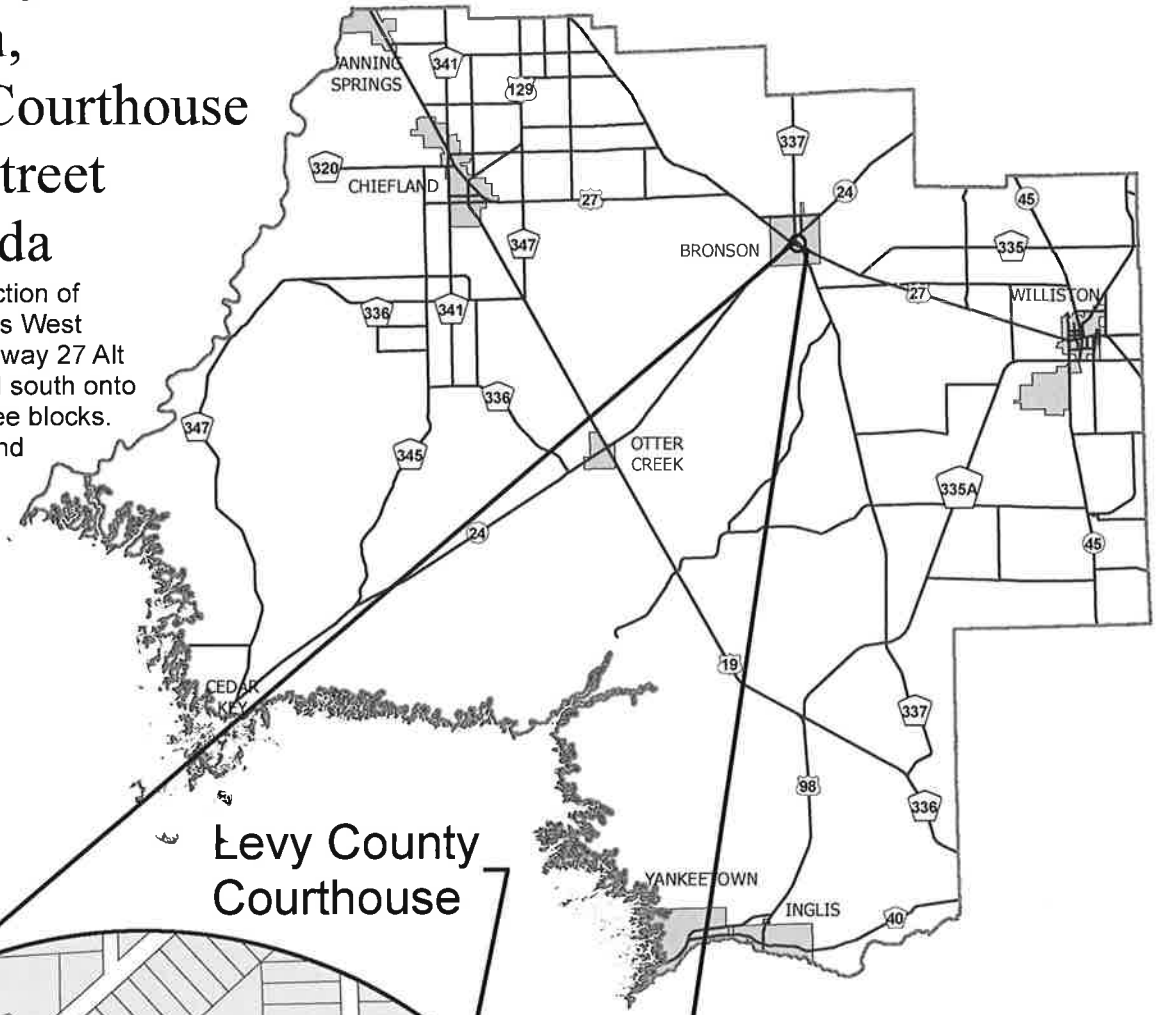 Courthouse
treet
da
ction of
s West
way 27 Alt
south onto
ee blocks.
nd
ANNING
SPRINGS
341
129
337
320
CHIEFLAND
24
45
27
BRONSON
347
335
336
341
27
WILLISTON
336
347
345
OTTER
CREEK
335A
24
45
CEDAR
KEY
19
337
98
336
Levy County
Courthouse
YANKEETOWN
INGLIS
40